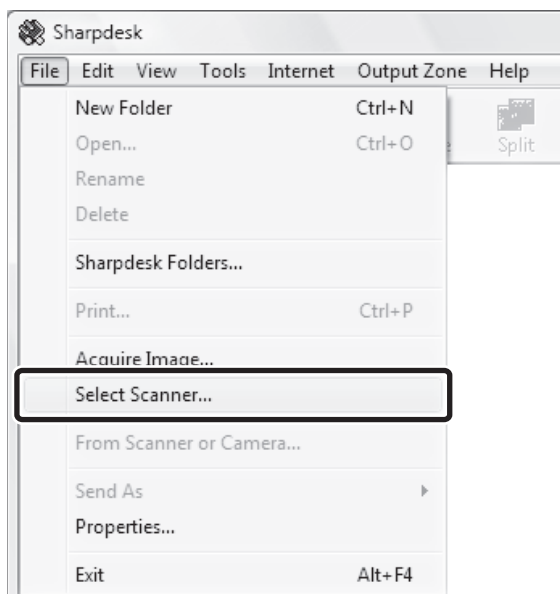 Sharpdesk
File Edit View Tools Internet Output Zone Help
New Folder Ctrl+N
Open... Ctrl+O
Split
Rename
Delete
Sharpdesk Folders...
Print... Ctrl+P
Acquire Image...
Select Scanner...
From Scanner or Camera...
Send As
Properties...
Exit Alt+F4